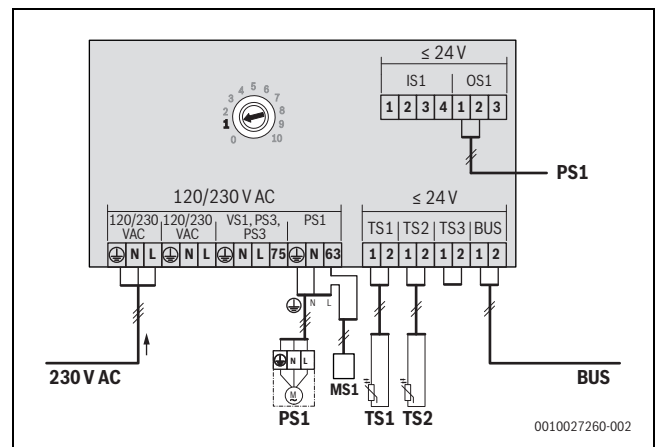 ≤ 24 V
IS1 OS1
1 2 3 4 1 2 3
0 1 2 3 4 5 6 7 8 9 10
PS1
120/230 V AC
≤ 24 V
120/230 VAC
120/230 VAC
VS1, PS3, PS3
PS1
TS1 TS2 TS3 BUS
N L N L N L 75 N 63
1 2 1 2 1 2 1 2
N L
N L
M
~
230 V AC
PS1
MS1
TS1 TS2
BUS
0010027260-002